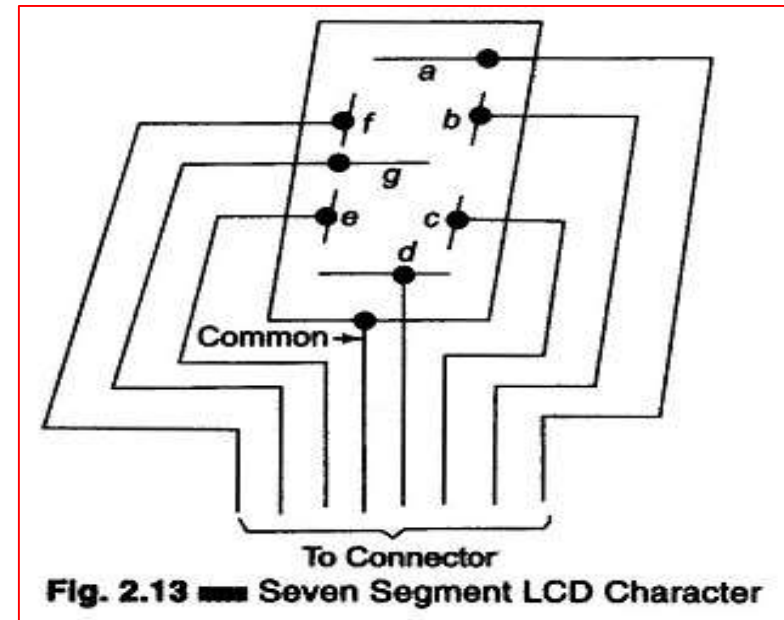 a
f
b
g
e
c
d
Common
To Connector
Fig. 2.13 Seven Segment LCD Character